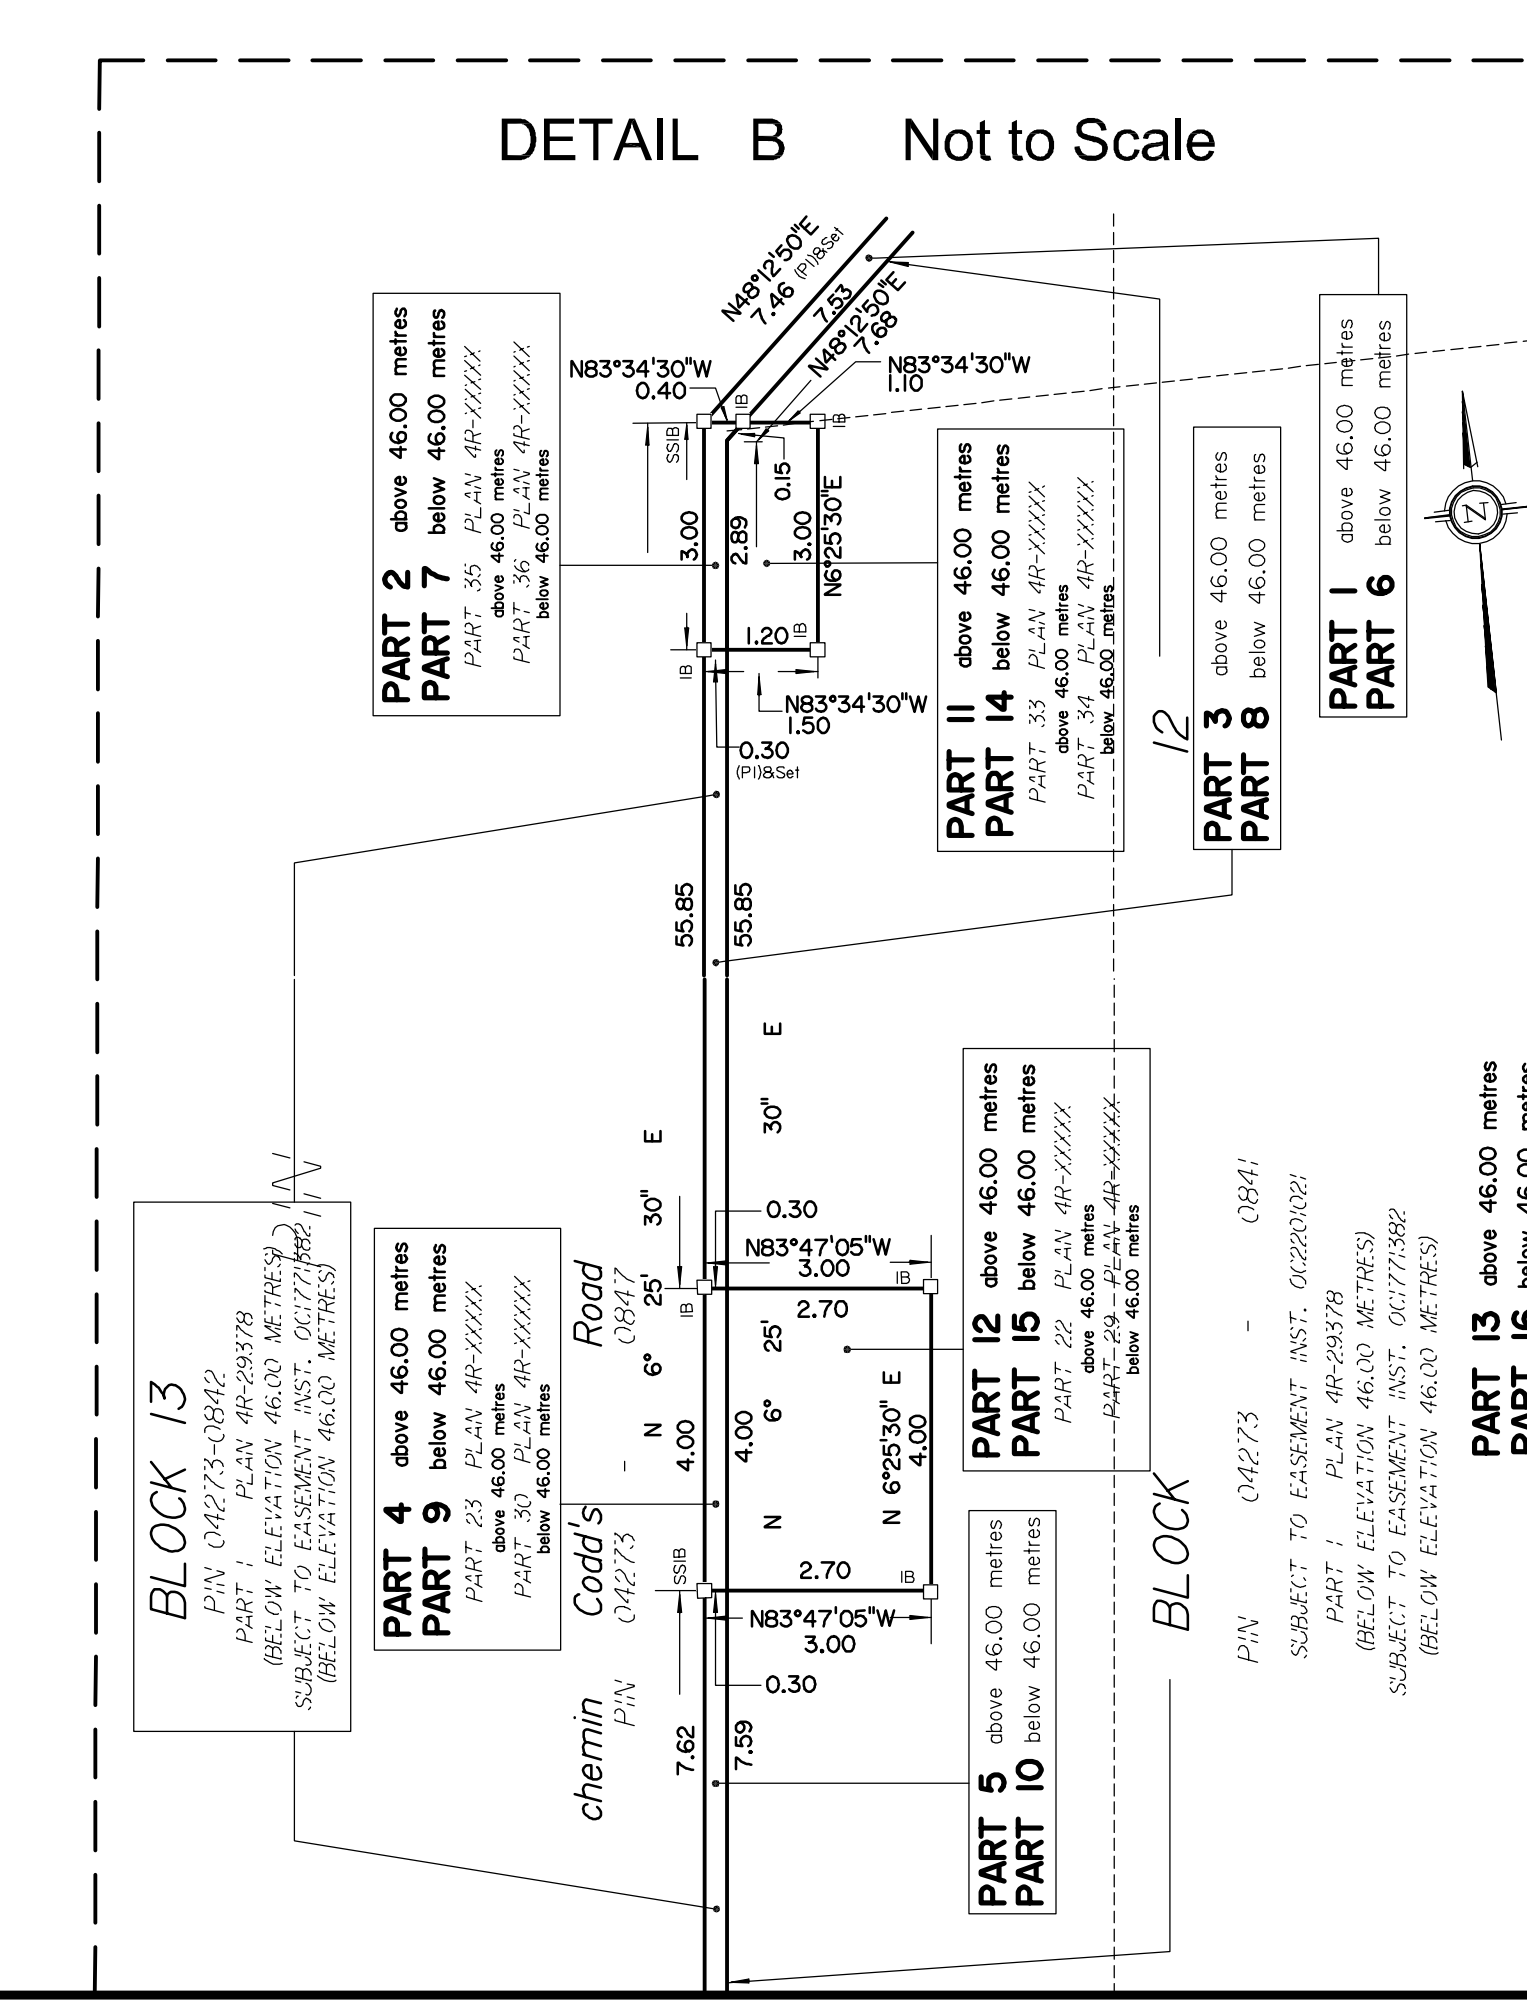 DETAIL B Not to Scale
N48°12'50"E
7.46 (P1)&Set
7.53
N48°12'50"E
7.68
N83°34'30"W
0.40
N83°34'30"W
1.10
IB
IB
SSIB
3.00
2.89
0.15
3.00
N6°25'30"E
1.20
IB
IB
N83°34'30"W
1.50
0.30
(P1)&Set
PART 2 above 46.00 metres
PART 7 below 46.00 metres
PART 35 PLAN 4R-XXXXX
above 46.00 metres
PART 36 PLAN 4R-XXXXX
below 46.00 metres
PART 11 above 46.00 metres
PART 14 below 46.00 metres
PART 33 PLAN 4R-XXXXX
above 46.00 metres
PART 34 PLAN 4R-XXXXX
below 46.00 metres
PART 3 above 46.00 metres
PART 8 below 46.00 metres
PART 1 above 46.00 metres
PART 6 below 46.00 metres
N
55.85
55.85
N 6° 25' 30" E
N 6° 25' 30" E
BLOCK 13
PIN 04273-0842
PART 1 PLAN 4R-29378
(BELOW ELEVATION 46.00 METRES)
SUBJECT TO EASEMENT INST. OC1771382
(BELOW ELEVATION 46.00 METRES)
PART 4 above 46.00 metres
PART 9 below 46.00 metres
PART 23 PLAN 4R-XXXXX
above 46.00 metres
PART 30 PLAN 4R-XXXXX
below 46.00 metres
chemin Codd's Road
PIN 04273 - 0847
IB
0.30
N83°47'05"W
3.00
IB
2.70
4.00
4.00
N 6°25'30" E
4.00
SSIB
2.70
IB
N83°47'05"W
3.00
0.30
7.62
7.59
PART 12 above 46.00 metres
PART 15 below 46.00 metres
PART 22 PLAN 4R-XXXXX
above 46.00 metres
PART 29 PLAN 4R-XXXXX
below 46.00 metres
PART 5 above 46.00 metres
PART 10 below 46.00 metres
BLOCK 12
PIN 04273 - 0841
SUBJECT TO EASEMENT INST. OC2201021
PART 1 PLAN 4R-29378
(BELOW ELEVATION 46.00 METRES)
SUBJECT TO EASEMENT INST. OC1771382
(BELOW ELEVATION 46.00 METRES)
PART 13 above 46.00 metres
PART 16 below 46.00 metres